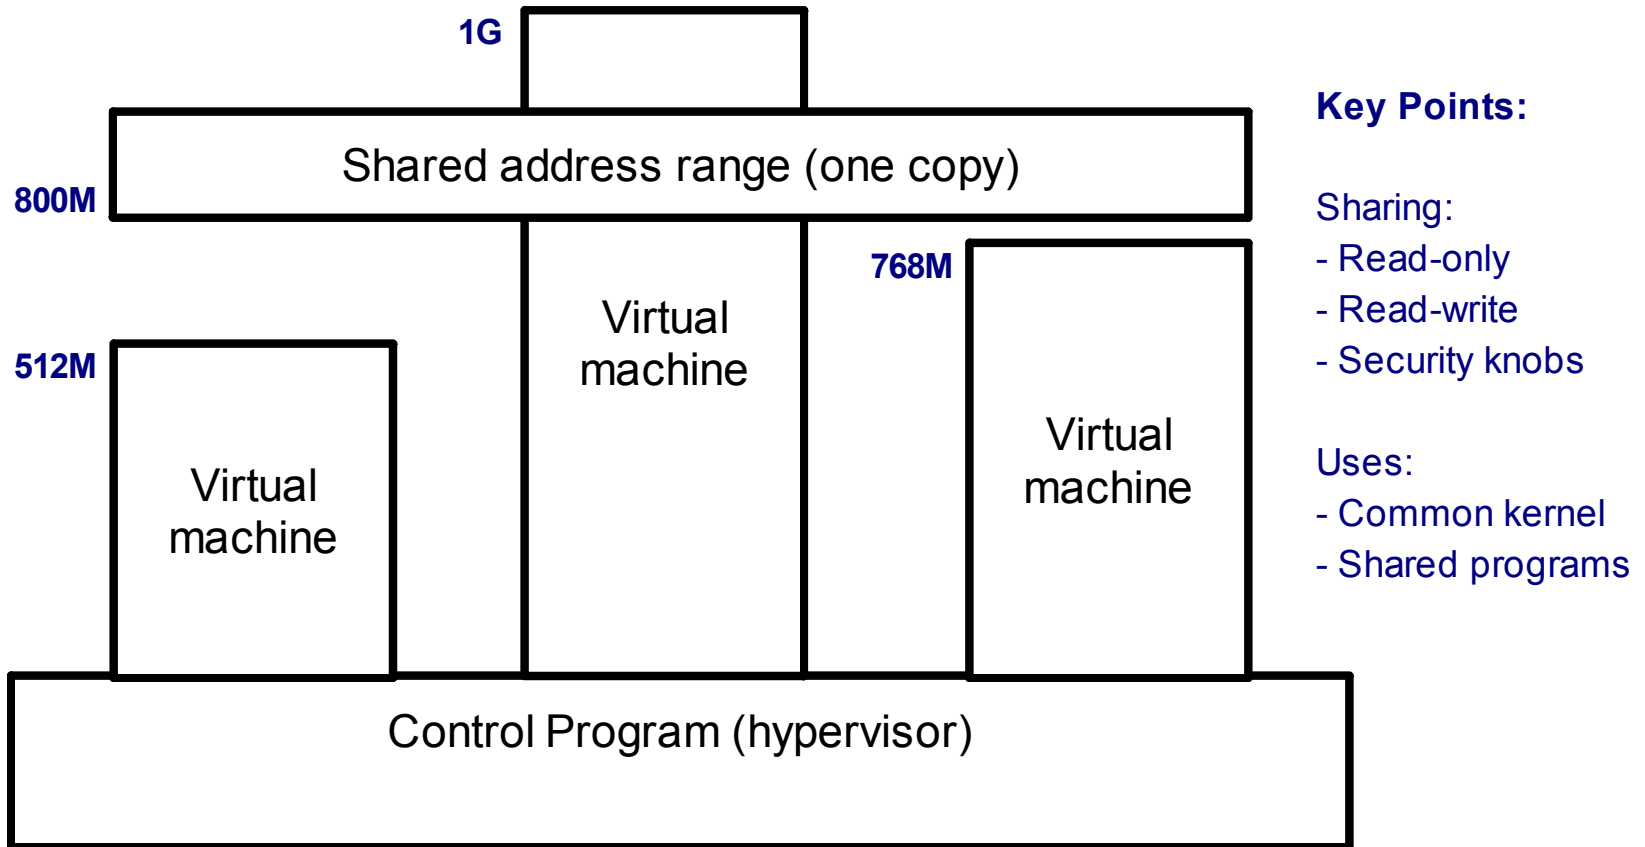 1G
Key Points:
Shared address range (one copy)
800M
Sharing:
- Read-only
768M
- Read-write
Virtual
machine
512M
- Security knobs
Virtual
machine
Uses:
Virtual
machine
- Common kernel
- Shared programs
Control Program (hypervisor)